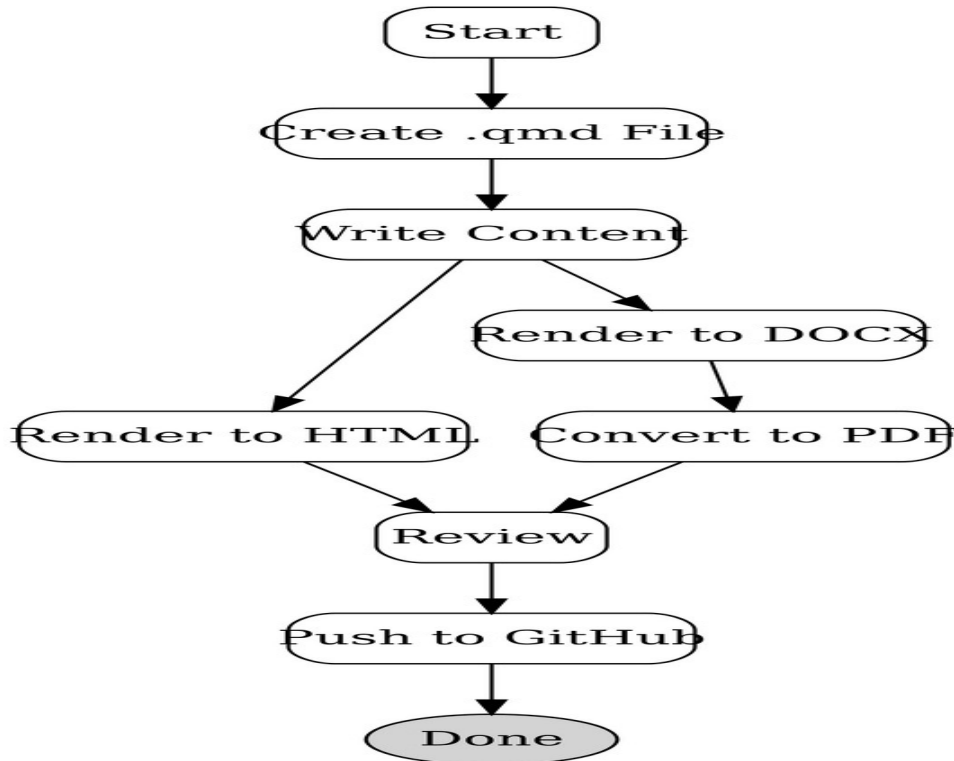 Start
Create .qmd File
Write Content
Render to DOCX
Render to HTML
Convert to PDF
Review
Push to GitHub
Done